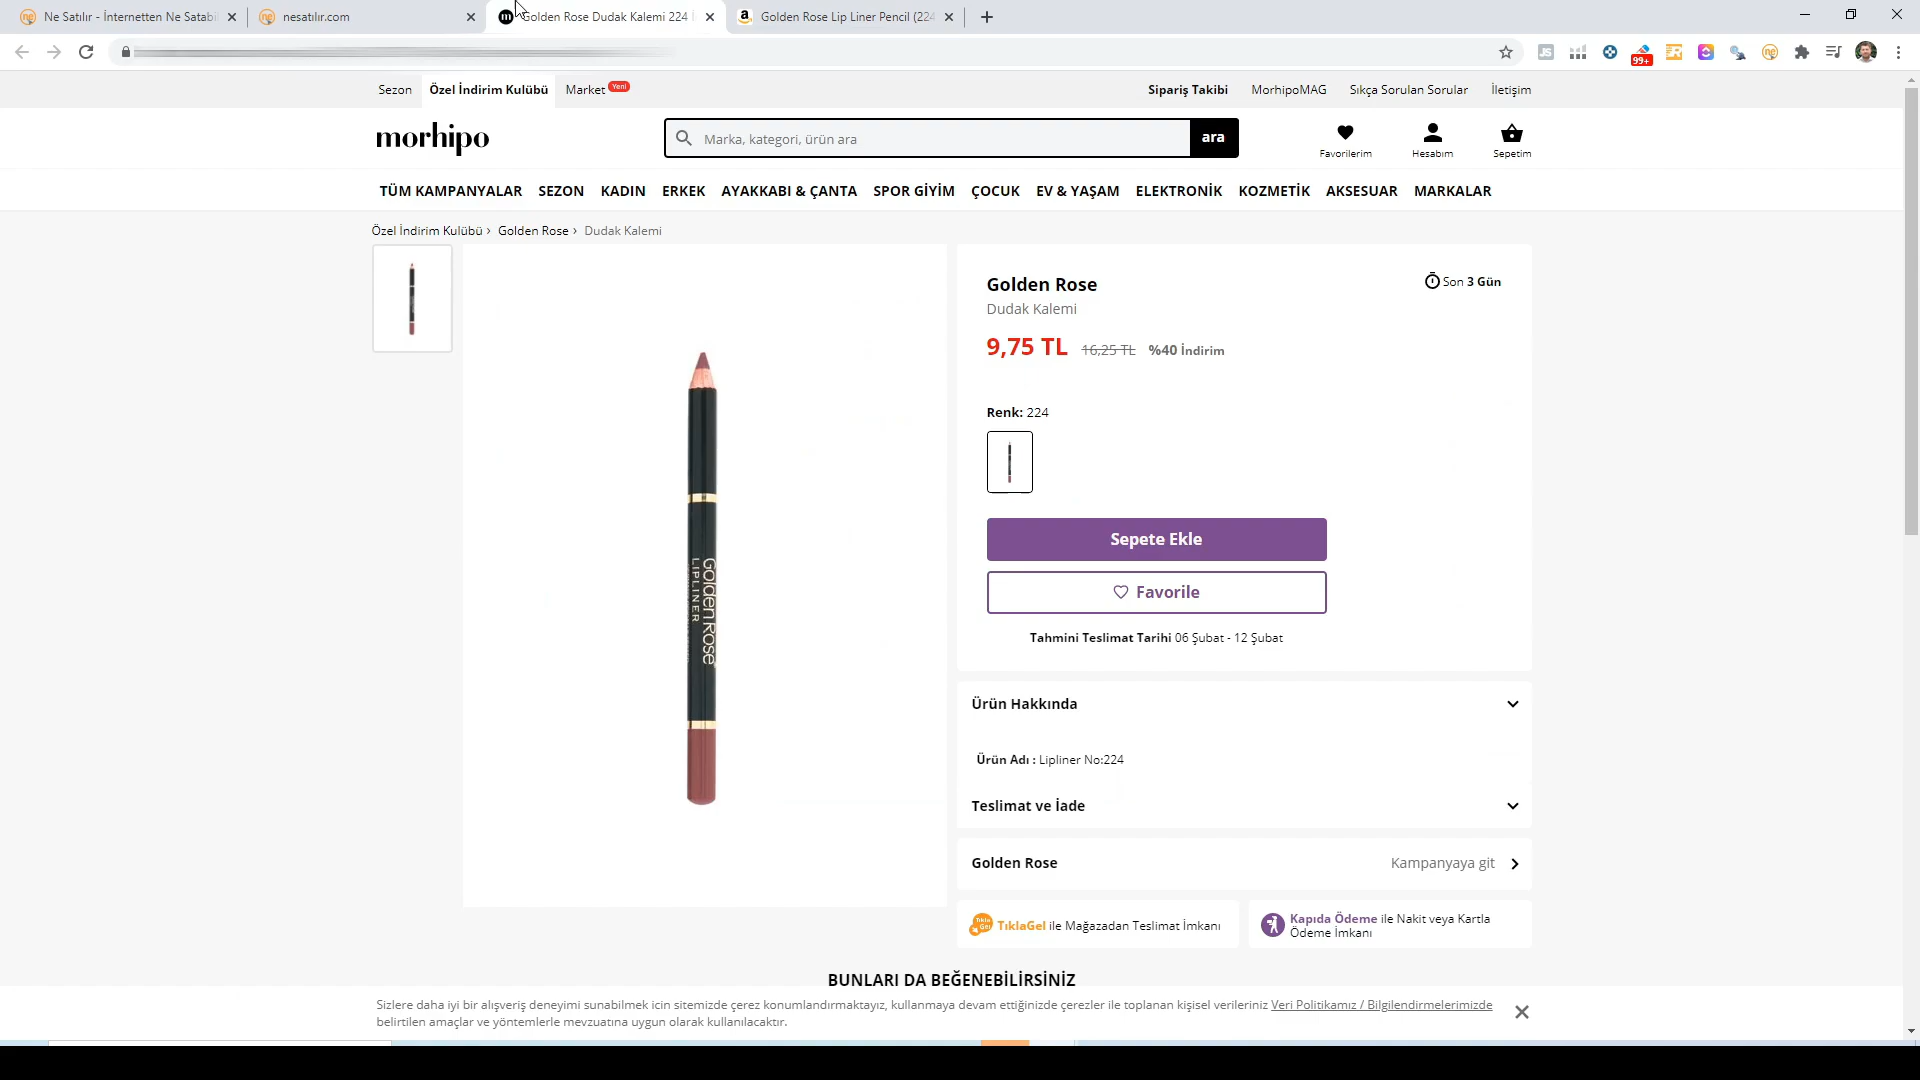 Ne Satılır - İnternetten Ne Satabi
nesatilir.com
Golden Rose Dudak Kalemi 224
Golden Rose Lip Liner Pencil (224
99+
Sezon
Özel İndirim Kulübü
Market
Yeni
Sipariş Takibi
MorhipoMAG
Sıkça Sorulan Sorular
İletişim
morhipo
Marka, kategori, ürün ara
ara
Favorilerim
Hesabım
Sepetim
TÜM KAMPANYALAR SEZON KADIN ERKEK AYAKKABI & ÇANTA SPOR GİYİM ÇOCUK EV & YAŞAM ELEKTRONİK KOZMETİK AKSESUAR MARKALAR
Özel İndirim Kulübü › Golden Rose › Dudak Kalemi
Golden Rose
Son 3 Gün
Dudak Kalemi
9,75 TL 16,25 TL %40 İndirim
Renk: 224
Golden Rose
LIPLINER
Sepete Ekle
Favorile
Tahmini Teslimat Tarihi 06 Şubat - 12 Şubat
Ürün Hakkında
Ürün Adı : Lipliner No:224
Teslimat ve İade
Golden Rose
Kampanyaya git
TıklaGel ile Mağazadan Teslimat İmkanı
Kapıda Ödeme ile Nakit veya Kartla
Ödeme İmkanı
BUNLARI DA BEĞENEBİLİRSİNİZ
Sizlere daha iyi bir alışveriş deneyimi sunabilmek icin sitemizde çerez konumlandırmaktayız, kullanmaya devam ettiğinizde çerezler ile toplanan kişisel verileriniz Veri Politikamız / Bilgilendirmelerimizde
belirtilen amaçlar ve yöntemlerle mevzuatına uygun olarak kullanılacaktır.